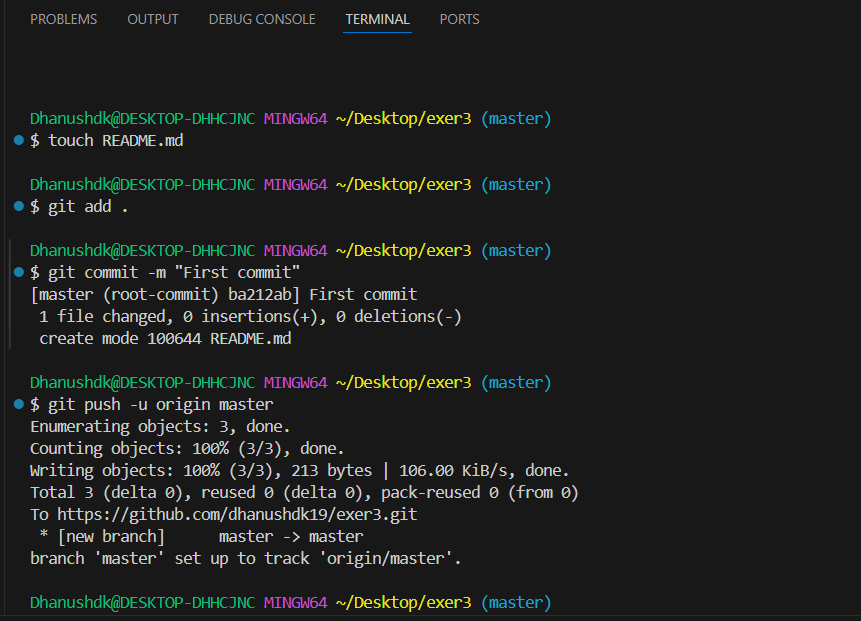 PROBLEMS OUTPUT DEBUG CONSOLE TERMINAL PORTS
Dhanushdk@DESKTOP-DHHCJNC MINGW64 ~/Desktop/exer3 (master)
$ touch README.md
Dhanushdk@DESKTOP-DHHCJNC MINGW64 ~/Desktop/exer3 (master)
$ git add .
Dhanushdk@DESKTOP-DHHCJNC MINGW64 ~/Desktop/exer3 (master)
$ git commit -m "First commit"
[master (root-commit) ba212ab] First commit
 1 file changed, 0 insertions(+), 0 deletions(-)
 create mode 100644 README.md
Dhanushdk@DESKTOP-DHHCJNC MINGW64 ~/Desktop/exer3 (master)
$ git push -u origin master
Enumerating objects: 3, done.
Counting objects: 100% (3/3), done.
Writing objects: 100% (3/3), 213 bytes | 106.00 KiB/s, done.
Total 3 (delta 0), reused 0 (delta 0), pack-reused 0 (from 0)
To https://github.com/dhanushdk19/exer3.git
 * [new branch]      master -> master
branch 'master' set up to track 'origin/master'.
Dhanushdk@DESKTOP-DHHCJNC MINGW64 ~/Desktop/exer3 (master)